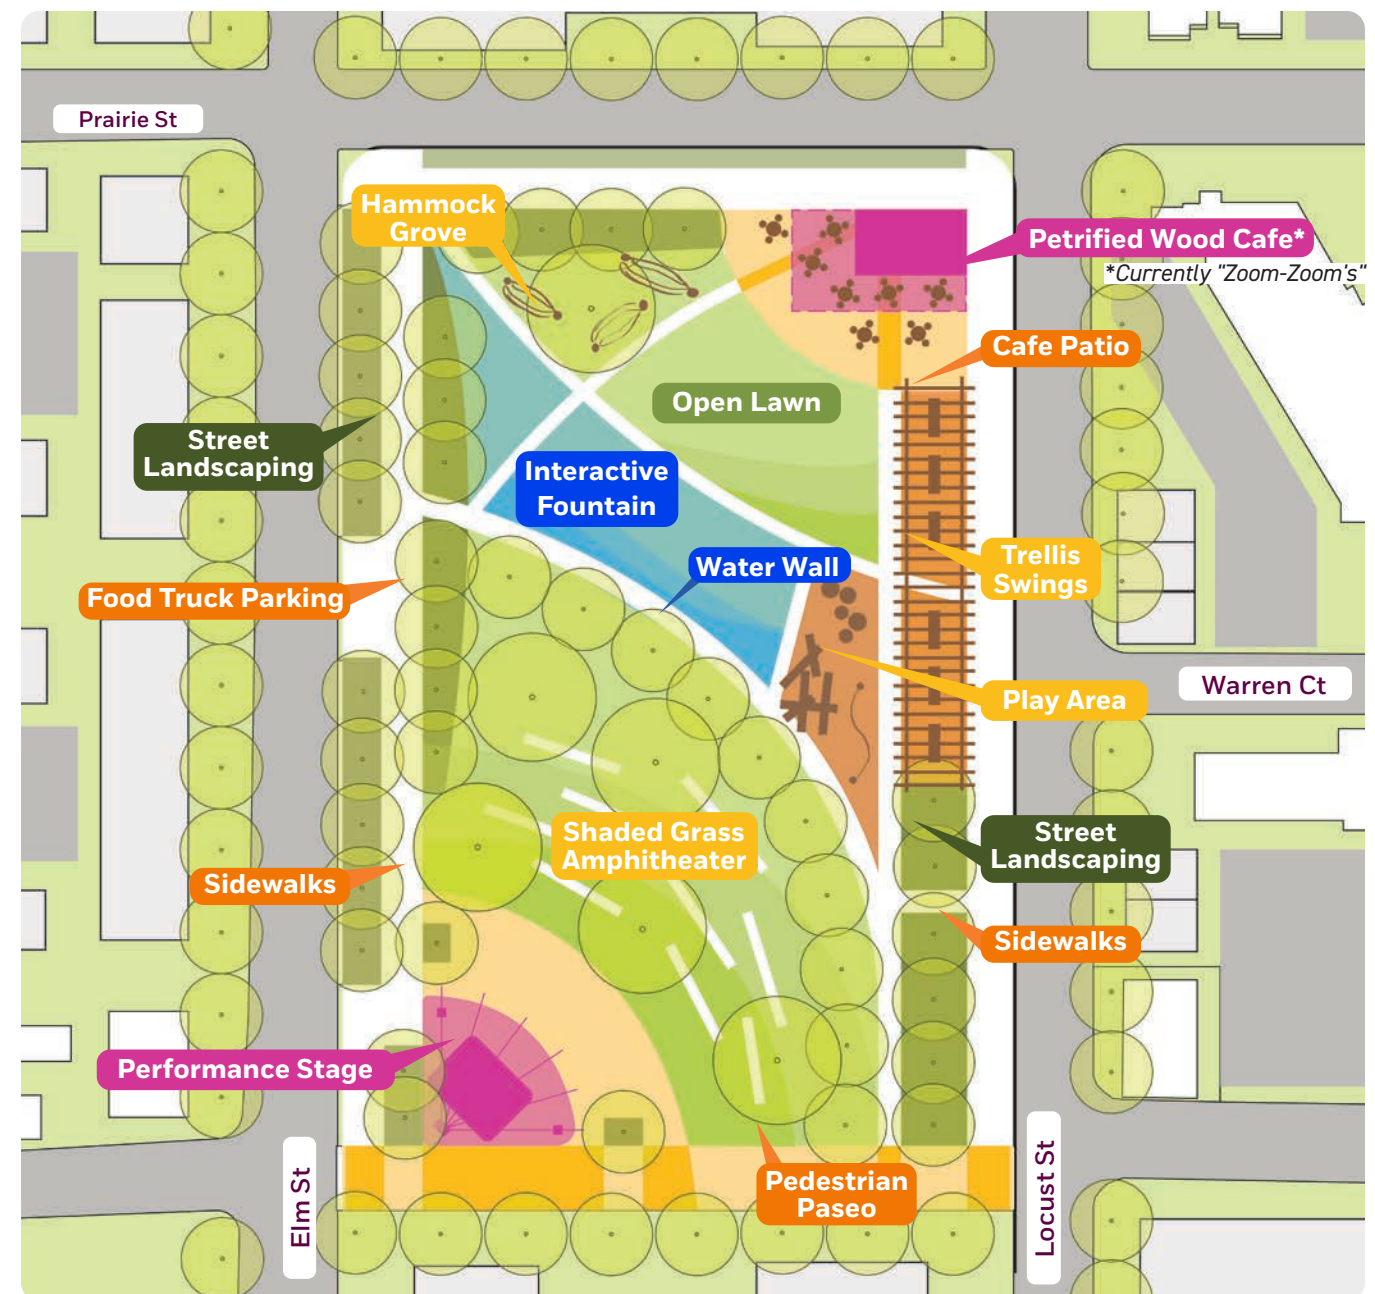 Prairie St
Hammock
Grove
Petrified Wood Cafe*
*Currently "Zoom-Zoom's"
Cafe Patio
Open Lawn
Street
Landscaping
Interactive
Fountain
Trellis
Swings
Water Wall
Food Truck Parking
Warren Ct
Play Area
Shaded Grass
Amphitheater
Street
Landscaping
Sidewalks
Sidewalks
Performance Stage
Pedestrian
Paseo
Elm St
Locust St